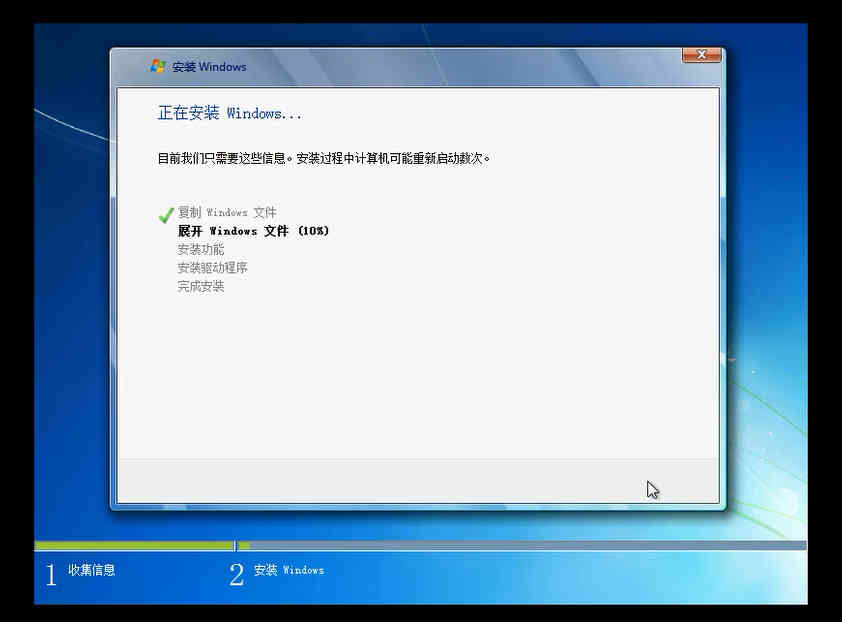 安装 Windows
正在安装 Windows...
目前我们只需要这些信息。安装过程中计算机可能重新启动数次。
复制 Windows 文件
展开 Windows 文件 (10%)
安装功能
安装驱动程序
完成安装
1 收集信息
2 安装 Windows